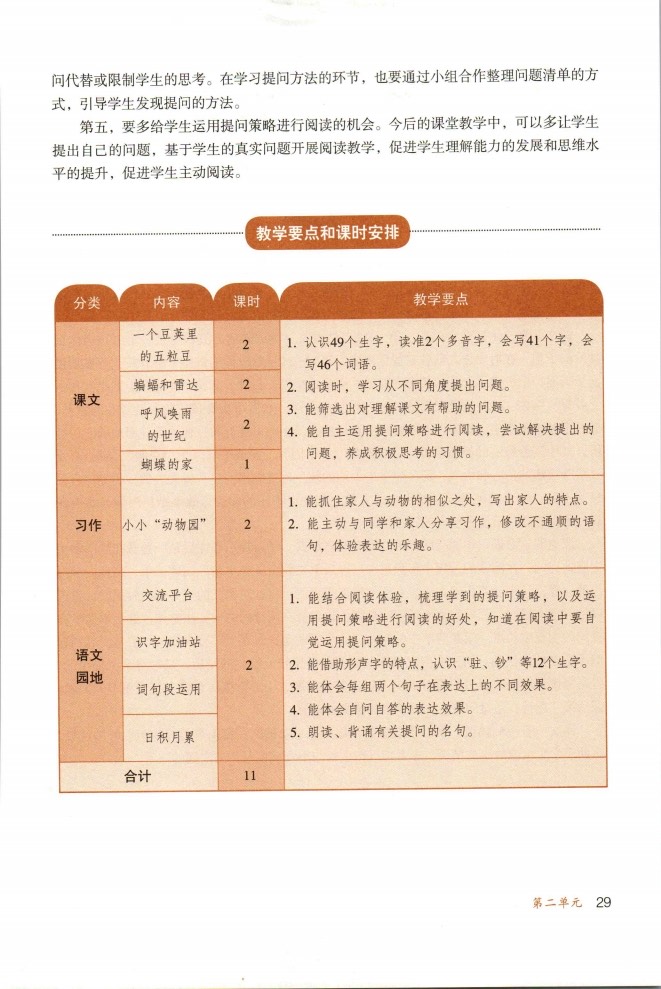 问代替或限制学生的思考。在学习提问方法的环节，也要通过小组合作整理问题清单的方
式，引导学生发现提问的方法。
第五，要多给学生运用提问策略进行阅读的机会。今后的课堂教学中，可以多让学生
提出自己的问题，基于学生的真实问题开展阅读教学，促进学生理解能力的发展和思维水
平的提升，促进学生主动阅读。
教学要点和课时安排
分类 内容 课时 教学要点
课文
一个豆荚里
的五粒豆
2
蝙蝠和雷达
2
呼风唤雨
的世纪
2
蝴蝶的家
1
1. 认识49个生字，读准2个多音字，会写41个字，会
写46个词语。
2. 阅读时，学习从不同角度提出问题。
3. 能筛选出对理解课文有帮助的问题。
4. 能自主运用提问策略进行阅读，尝试解决提出的
问题，养成积极思考的习惯。
习作
小小“动物园”
2
1. 能抓住家人与动物的相似之处，写出家人的特点。
2. 能主动与同学和家人分享习作，修改不通顺的语
句，体验表达的乐趣。
语文
园地
交流平台
识字加油站
词句段运用
日积月累
2
1. 能结合阅读体验，梳理学到的提问策略，以及运
用提问策略进行阅读的好处，知道在阅读中要自
觉运用提问策略。
2. 能借助形声字的特点，认识“驻、钞”等12个生字。
3. 能体会每组两个句子在表达上的不同效果。
4. 能体会自问自答的表达效果。
5. 朗读、背诵有关提问的名句。
合计 11
第二单元 29